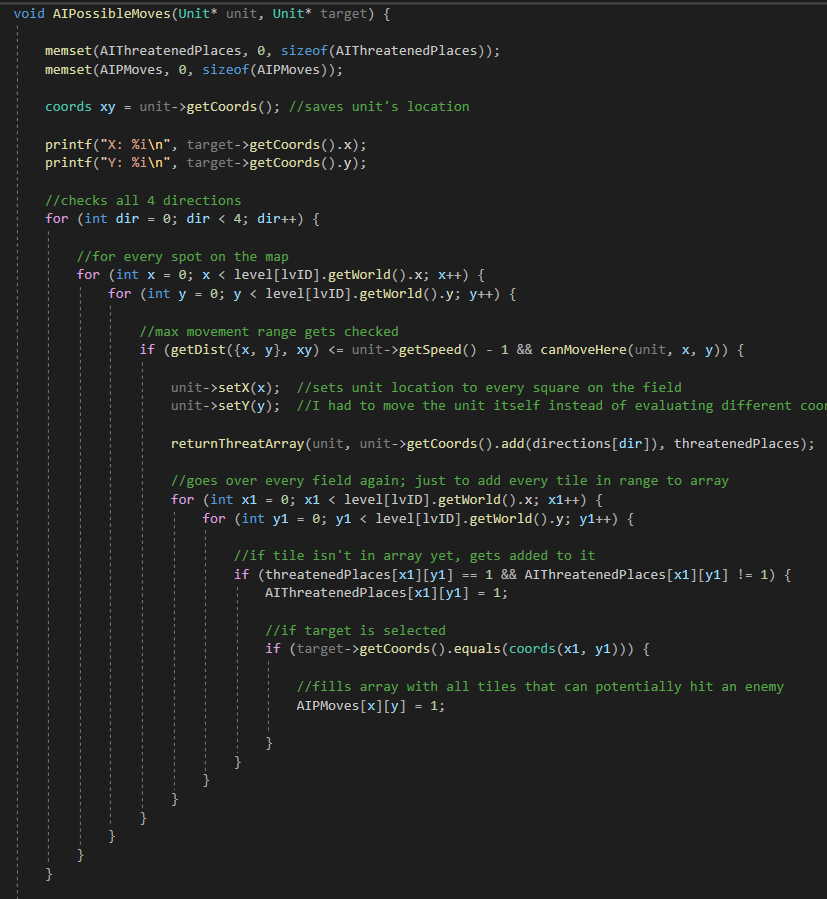 void AIPossibleMoves(Unit* unit, Unit* target) {
memset(AIThreatenedPlaces, 0, sizeof(AIThreatenedPlaces));
memset(AIPMoves, 0, sizeof(AIPMoves));
coords xy = unit->getCoords(); //saves unit's location
printf("X: %i\n", target->getCoords().x);
printf("Y: %i\n", target->getCoords().y);
//checks all 4 directions
for (int dir = 0; dir < 4; dir++) {
//for every spot on the map
for (int x = 0; x < level[lvID].getWorld().x; x++) {
for (int y = 0; y < level[lvID].getWorld().y; y++) {
//max movement range gets checked
if (getDist({x, y}, xy) <= unit->getSpeed() - 1 && canMoveHere(unit, x, y)) {
unit->setX(x); //sets unit location to every square on the field
unit->setY(y); //I had to move the unit itself instead of evaluating different coor
returnThreatArray(unit, unit->getCoords().add(directions[dir]), threatenedPlaces);
//goes over every field again; just to add every tile in range to array
for (int x1 = 0; x1 < level[lvID].getWorld().x; x1++) {
for (int y1 = 0; y1 < level[lvID].getWorld().y; y1++) {
//if tile isn't in array yet, gets added to it
if (threatenedPlaces[x1][y1] == 1 && AIThreatenedPlaces[x1][y1] != 1) {
AIThreatenedPlaces[x1][y1] = 1;
//if target is selected
if (target->getCoords().equals(coords(x1, y1))) {
//fills array with all tiles that can potentially hit an enemy
AIPMoves[x][y] = 1;
}
}
}
}
}
}
}
}